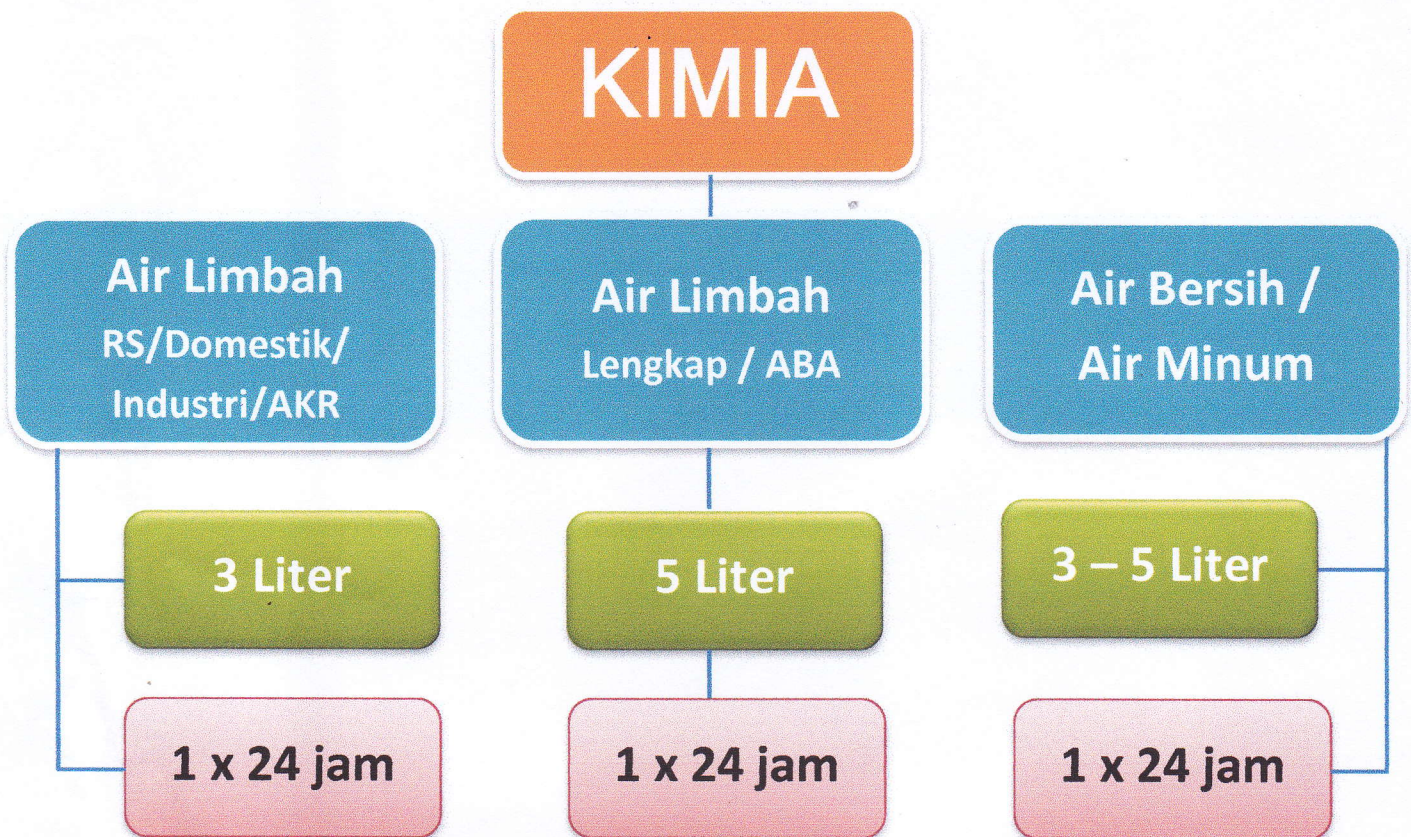 KIMIA
Air Limbah
RS/Domestik/
Industri/AKR
Air Limbah
Lengkap / ABA
Air Bersih /
Air Minum
3 Liter
5 Liter
3 – 5 Liter
1 x 24 jam
1 x 24 jam
1 x 24 jam